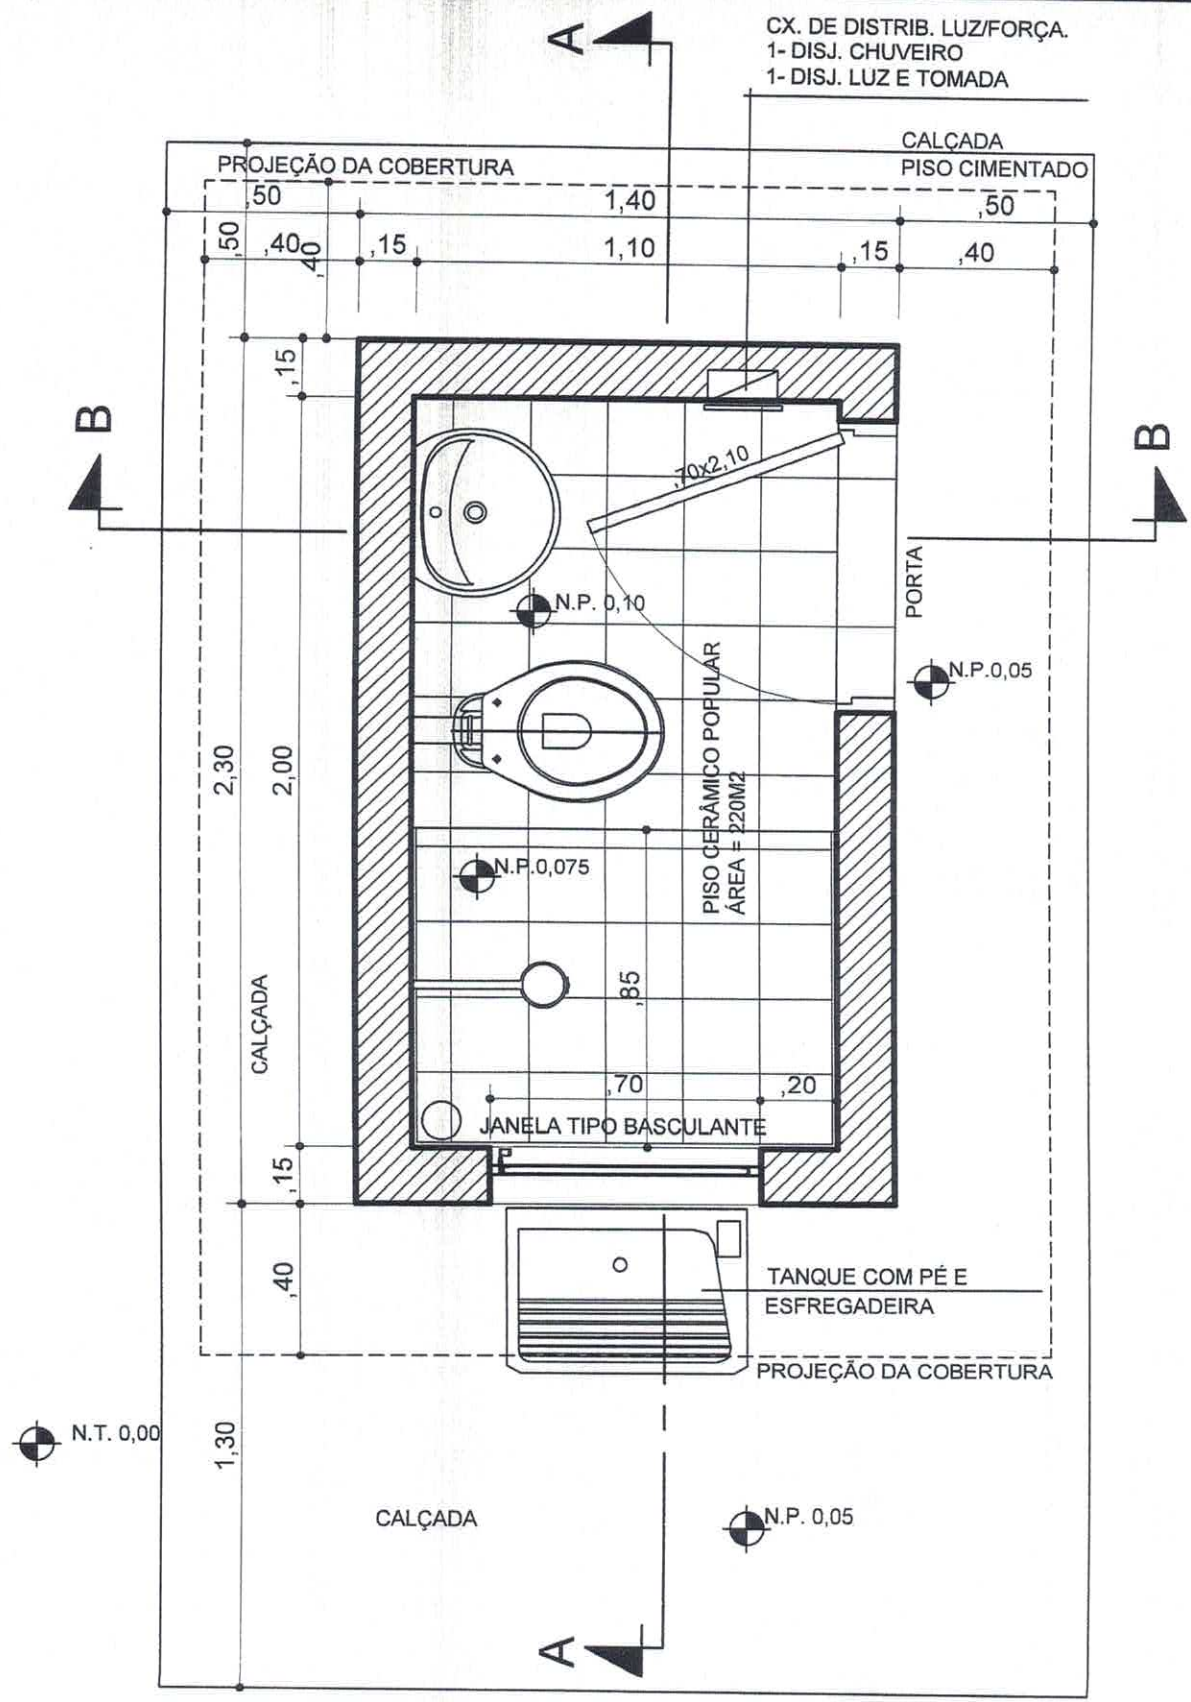 A
CX. DE DISTRIB. LUZ/FORÇA.
1- DISJ. CHUVEIRO
1- DISJ. LUZ E TOMADA
CALÇADA
PISO CIMENTADO
PROJEÇÃO DA COBERTURA
,50
1,40
,50
,50
,40
,40
,15
1,10
,15
,40
,15
B
B
,70x2,10
PORTA
N.P. 0,10
N.P.0,05
2,30
2,00
PISO CERÂMICO POPULAR
ÁREA = 220M2
N.P.0,075
CALÇADA
,85
,70
,20
JANELA TIPO BASCULANTE
,15
,40
TANQUE COM PÉ E
ESFREGADEIRA
PROJEÇÃO DA COBERTURA
N.T. 0,00
1,30
CALÇADA
N.P. 0,05
A